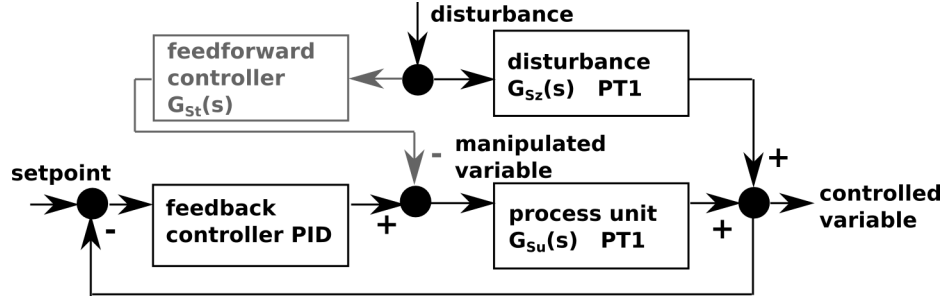 disturbance
feedforward
controller
G_St(s)
disturbance
G_Sz(s) PT1
-
manipulated
variable
+
setpoint
-
feedback
controller PID
+
process unit
G_Su(s) PT1
+
controlled
variable